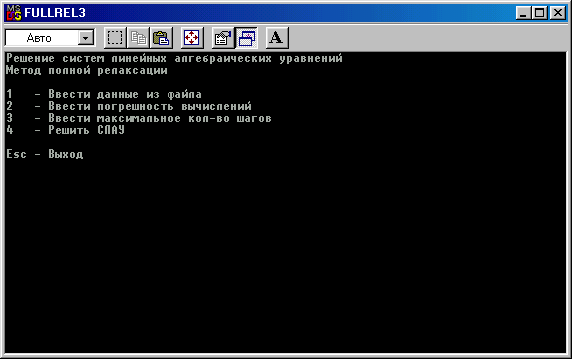 FULLREL3
Авто
A
Решение систем линейных алгебраических уравнений
Метод полной релаксации
1 - Ввести данные из файла
2 - Ввести погрешность вычислений
3 - Ввести максимальное кол-во шагов
4 - Решить СЛАУ
Esc - Выход